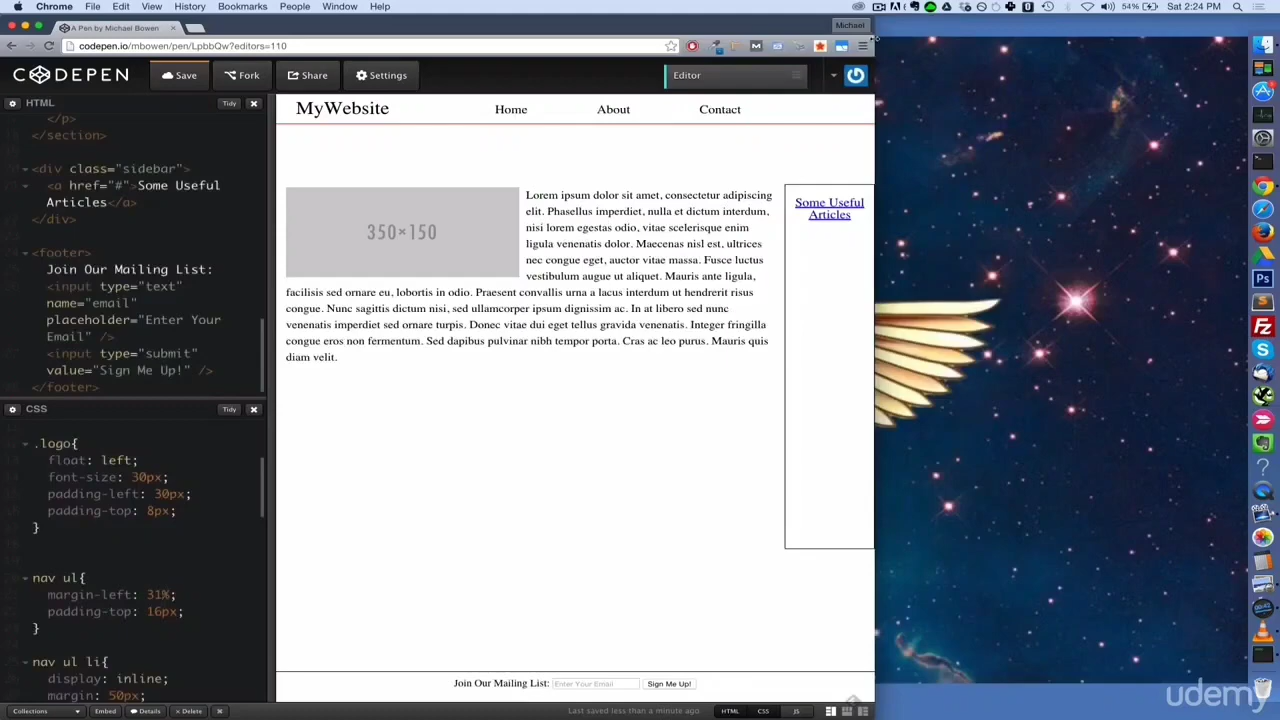 Chrome File Edit View History Bookmarks People Window Help
54% Sat 2:24 PM
A Pen by Michael Bowen
Michael
codepen.io/mbowen/pen/LpbbQw?editors=110
CODEPEN Save Fork Share Settings Editor
HTML Tidy
</p>
</section>
<div class="sidebar">
<a href="#">Some Useful
Articles</a>
</div>
<footer>
Join Our Mailing List:
<input type="text"
name="email"
placeholder="Enter Your
Email" />
<input type="submit"
value="Sign Me Up!" />
</footer>
CSS Tidy
.logo{
float: left;
font-size: 30px;
padding-left: 30px;
padding-top: 8px;
}
nav ul{
margin-left: 31%;
padding-top: 16px;
}
nav ul li{
display: inline;
margin: 50px;
MyWebsite Home About Contact
350×150
Lorem ipsum dolor sit amet, consectetur adipiscing
elit. Phasellus imperdiet, nulla et dictum interdum,
nisi lorem egestas odio, vitae scelerisque enim
ligula venenatis dolor. Maecenas nisl est, ultrices
nec congue eget, auctor vitae massa. Fusce luctus
vestibulum augue ut aliquet. Mauris ante ligula,
facilisis sed ornare eu, lobortis in odio. Praesent convallis urna a lacus interdum ut hendrerit risus
congue. Nunc sagittis dictum nisi, sed ullamcorper ipsum dignissim ac. In at libero sed nunc
venenatis imperdiet sed ornare turpis. Donec vitae dui eget tellus gravida venenatis. Integer fringilla
congue eros non fermentum. Sed dapibus pulvinar nibh tempor porta. Cras ac leo purus. Mauris quis
diam velit.
Some Useful
Articles
Join Our Mailing List: Enter Your Email Sign Me Up!
Collections Embed Details Delete Last saved less than a minute ago HTML CSS JS
udemy